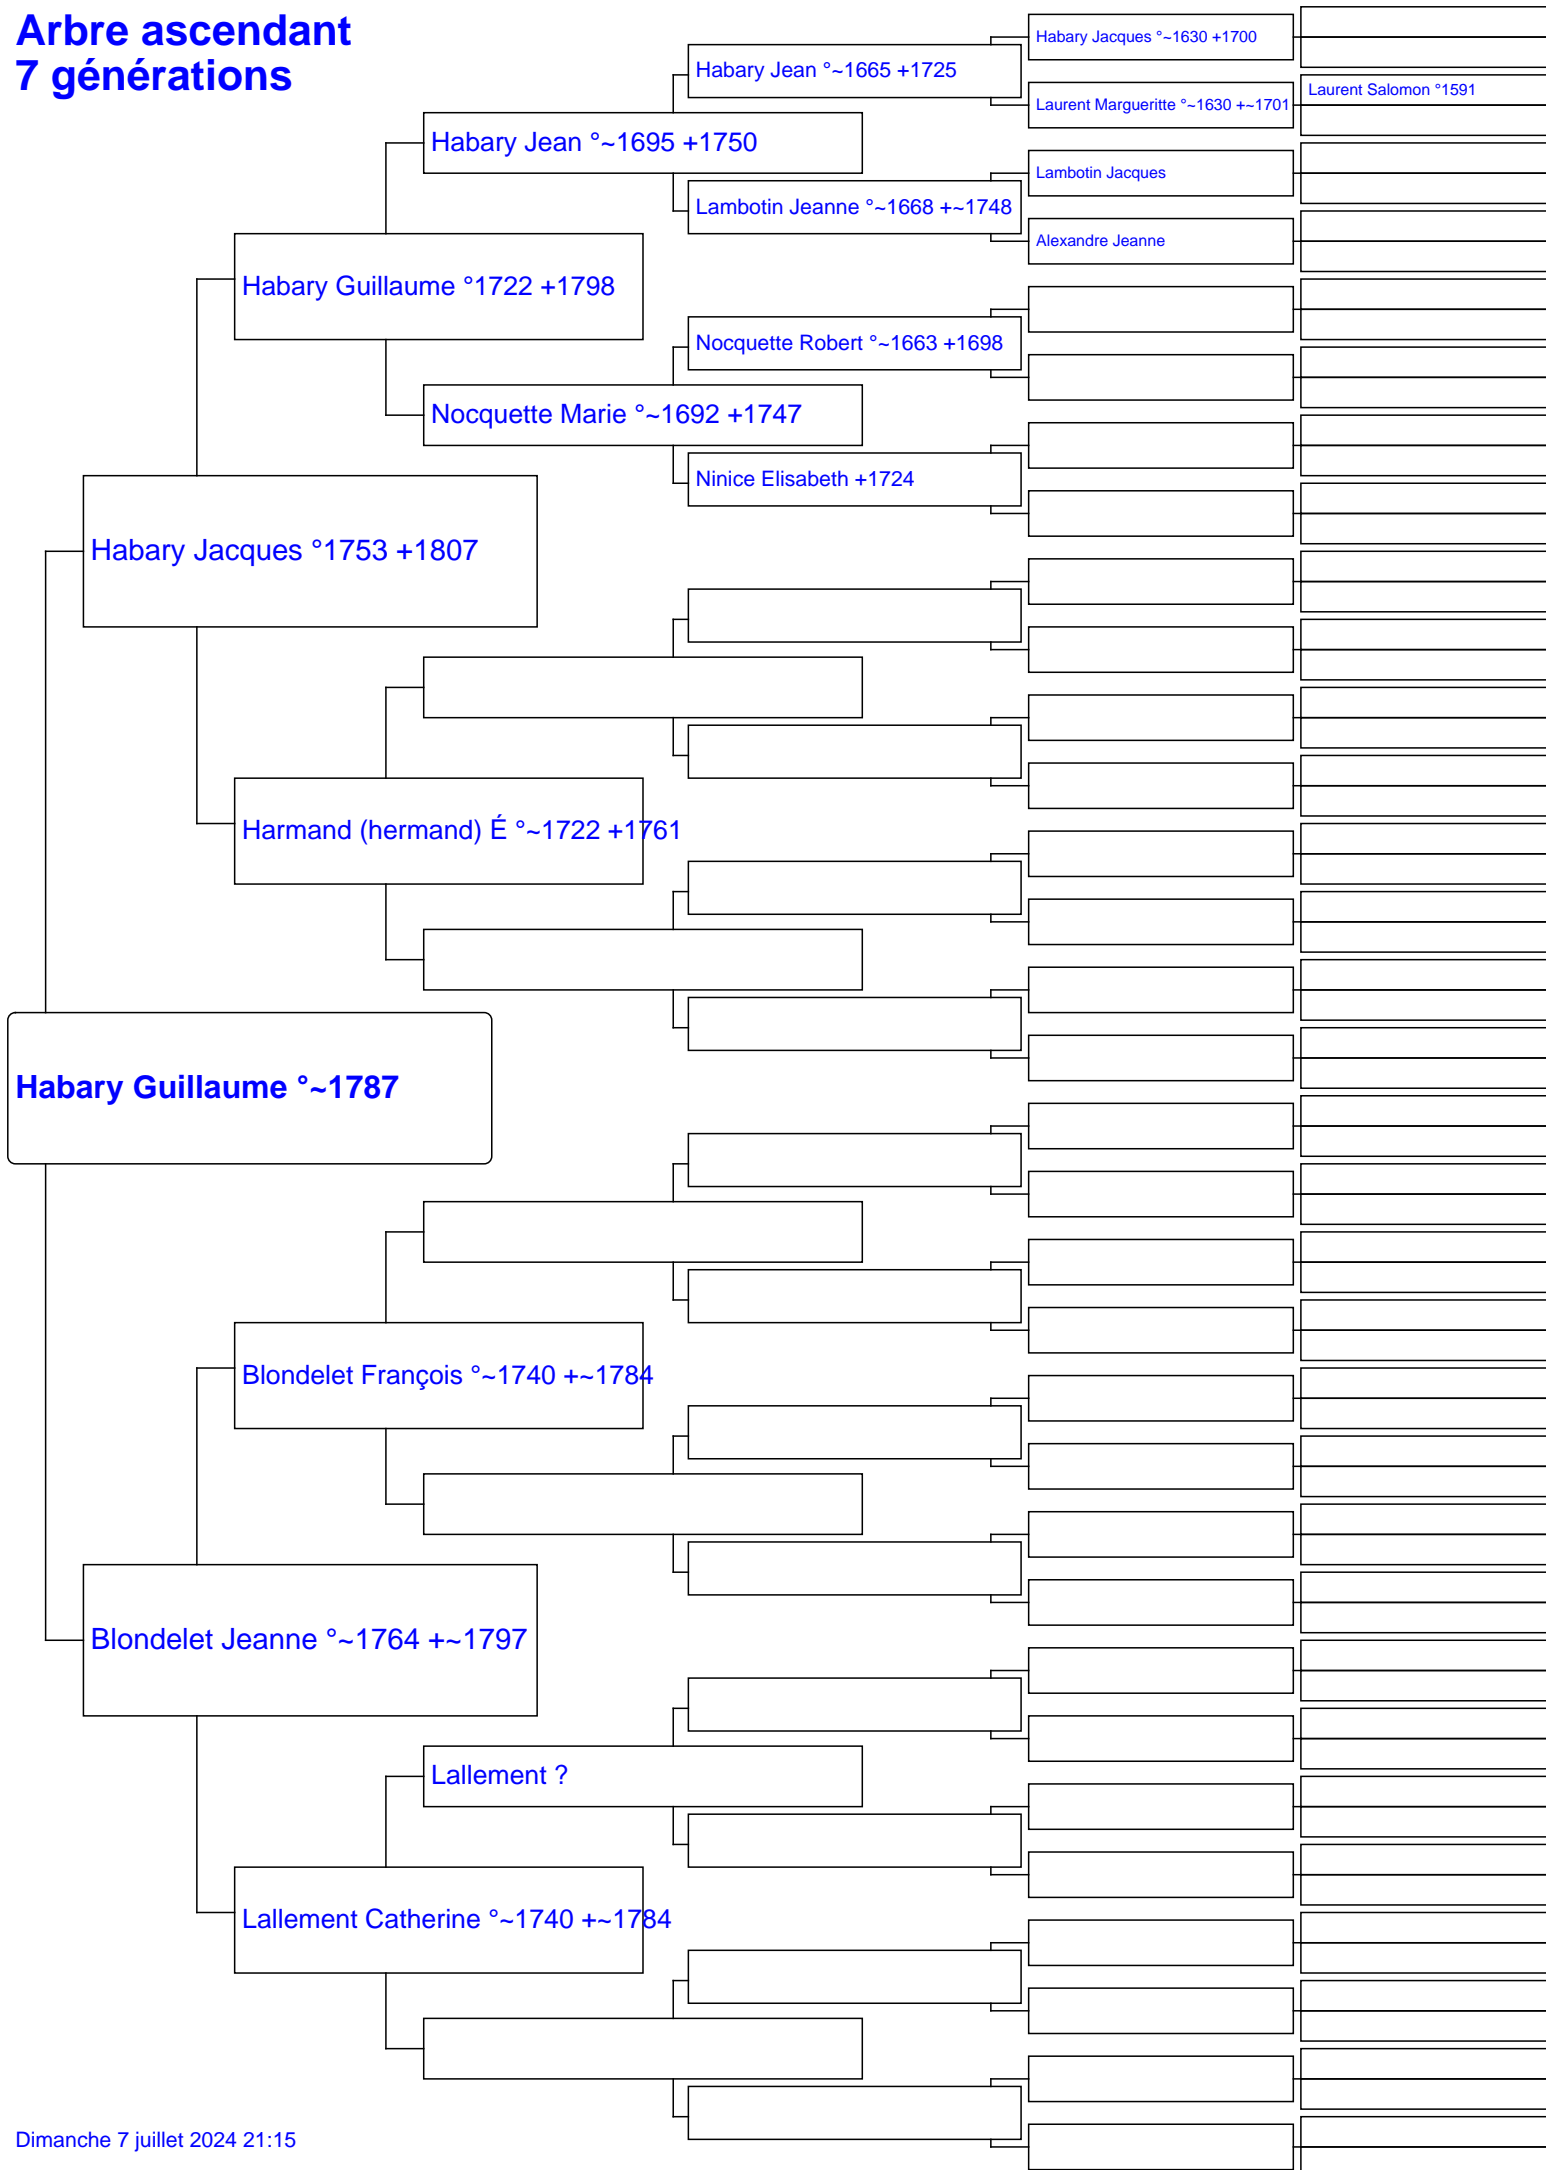 Arbre ascendant
7 générations
Habary Jacques °~1630 +1700
Habary Jean °~1665 +1725
Laurent Salomon °1591
Laurent Margueritte °~1630 +~1701
Habary Jean °~1695 +1750
Lambotin Jacques
Lambotin Jeanne °~1668 +~1748
Alexandre Jeanne
Habary Guillaume °1722 +1798
Nocquette Robert °~1663 +1698
Nocquette Marie °~1692 +1747
Ninice Elisabeth +1724
Habary Jacques °1753 +1807
Harmand (hermand) É °~1722 +1761
Habary Guillaume °~1787
Blondelet François °~1740 +~1784
Blondelet Jeanne °~1764 +~1797
Lallement ?
Lallement Catherine °~1740 +~1784
Dimanche 7 juillet 2024 21:15